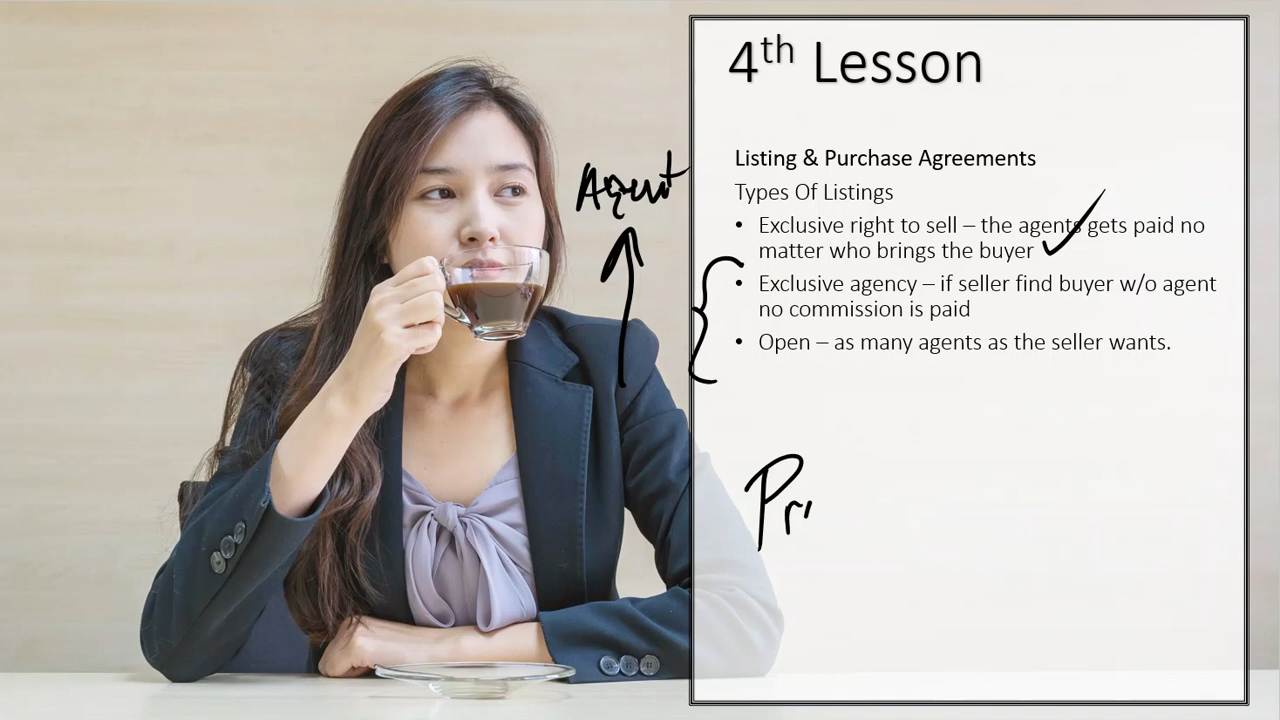 4th Lesson
Agent
Listing & Purchase Agreements
Types Of Listings
• Exclusive right to sell – the agents gets paid no
matter who brings the buyer
• Exclusive agency – if seller find buyer w/o agent
no commission is paid
• Open – as many agents as the seller wants.
Pri